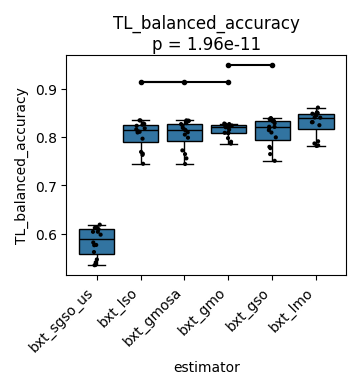 TL_balanced_accuracy
p = 1.96e-11
TL_balanced_accuracy
0.9
0.8
0.7
0.6
bxt_sgso_us
bxt_lso
bxt_gmosa
bxt_gmo
bxt_gso
bxt_lmo
estimator